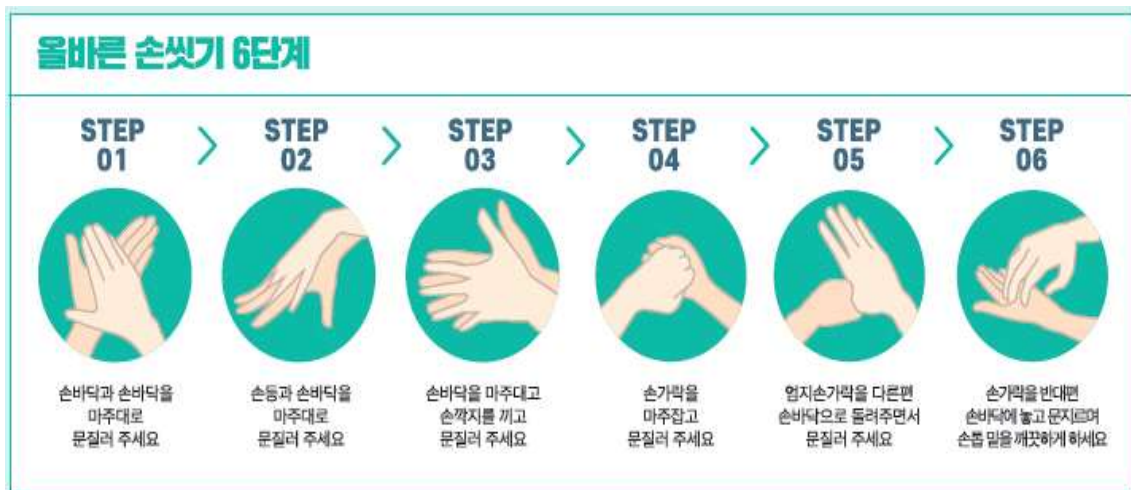 올바른 손씻기 6단계
STEP
01
손바닥과 손바닥을
마주대로
문질러 주세요
STEP
02
손등과 손바닥을
마주대로
문질러 주세요
STEP
03
손바닥을 마주대고
손깍지를 끼고
문질러 주세요
STEP
04
손가락을
마주잡고
문질러 주세요
STEP
05
엄지손가락을 다른편
손바닥으로 돌려주면서
문질러 주세요
STEP
06
손가락을 반대편
손바닥에 놓고 문지르며
손톱 밑을 깨끗하게 하세요